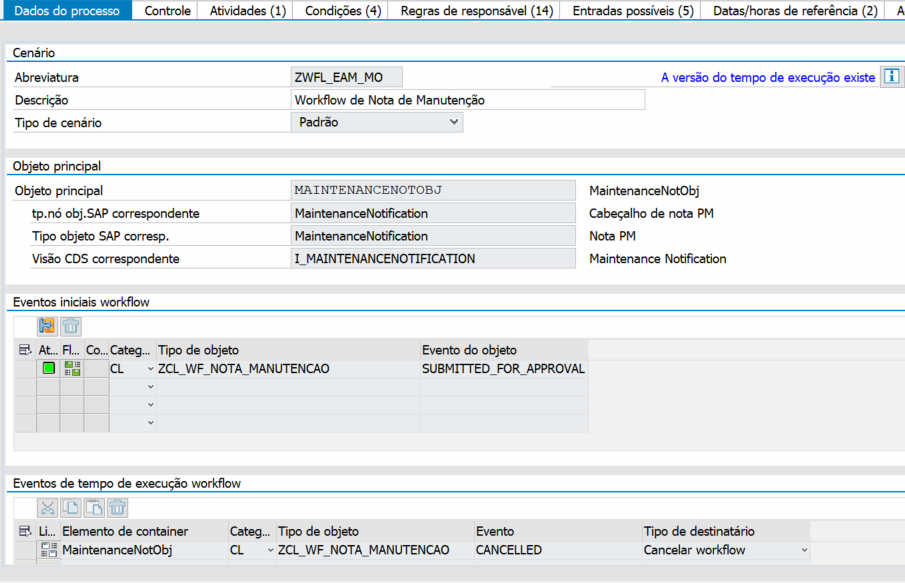 Dados do processo Controle Atividades (1) Condições (4) Regras de responsável (14) Entradas possíveis (5) Datas/horas de referência (2) A
Cenário
Abreviatura ZWFL_EAM_MO A versão do tempo de execução existe
Descrição Workflow de Nota de Manutenção
Tipo de cenário Padrão
Objeto principal
Objeto principal MAINTENANCENOTOBJ MaintenanceNotObj
tp.nó obj.SAP correspondente MaintenanceNotification Cabeçalho de nota PM
Tipo objeto SAP corresp. MaintenanceNotification Nota PM
Visão CDS correspondente I_MAINTENANCENOTIFICATION Maintenance Notification
Eventos iniciais workflow
At... Fl... Co... Categ... Tipo de objeto Evento do objeto
CL ZCL_WF_NOTA_MANUTENCAO SUBMITTED_FOR_APPROVAL
Eventos de tempo de execução workflow
Li... Elemento de container Categ... Tipo de objeto Evento Tipo de destinatário
MaintenanceNotObj CL ZCL_WF_NOTA_MANUTENCAO CANCELLED Cancelar workflow